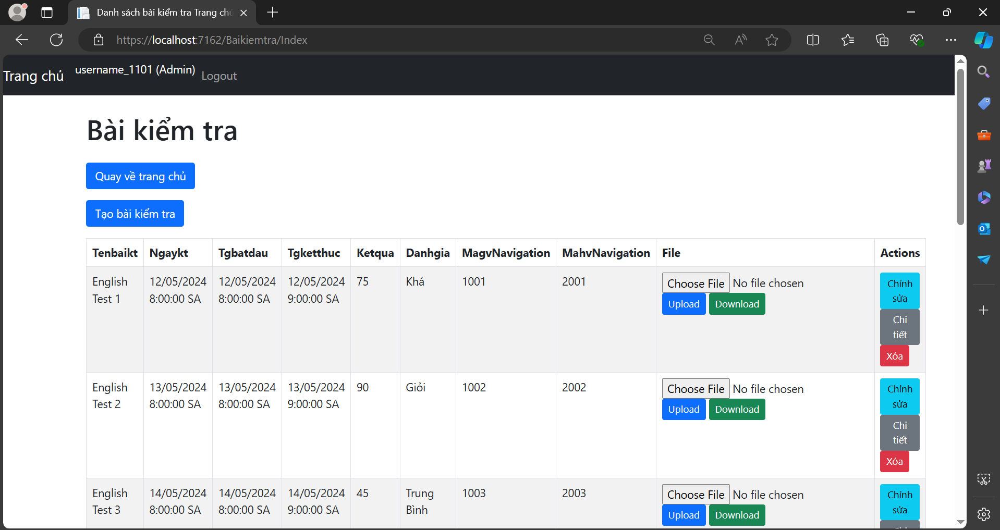 Danh sách bài kiểm tra Trang chủ
https://localhost:7162/Baikiemtra/Index
Trang chủ username_1101 (Admin) Logout
Bài kiểm tra
Quay về trang chủ
Tạo bài kiểm tra
Tenbaikt Ngaykt Tgbatdau Tgketthuc Ketqua Danhgia MagvNavigation MahvNavigation File Actions
English 12/05/2024 12/05/2024 12/05/2024 75 Khá 1001 2001 Choose File No file chosen Chỉnh
Test 1 8:00:00 SA 8:00:00 SA 9:00:00 SA Upload Download sửa
Chi
tiết
Xóa
English 13/05/2024 13/05/2024 13/05/2024 90 Giỏi 1002 2002 Choose File No file chosen Chỉnh
Test 2 8:00:00 SA 8:00:00 SA 9:00:00 SA Upload Download sửa
Chi
tiết
Xóa
English 14/05/2024 14/05/2024 14/05/2024 45 Trung 1003 2003 Choose File No file chosen Chỉnh
Test 3 8:00:00 SA 8:00:00 SA 9:00:00 SA Bình Upload Download sửa